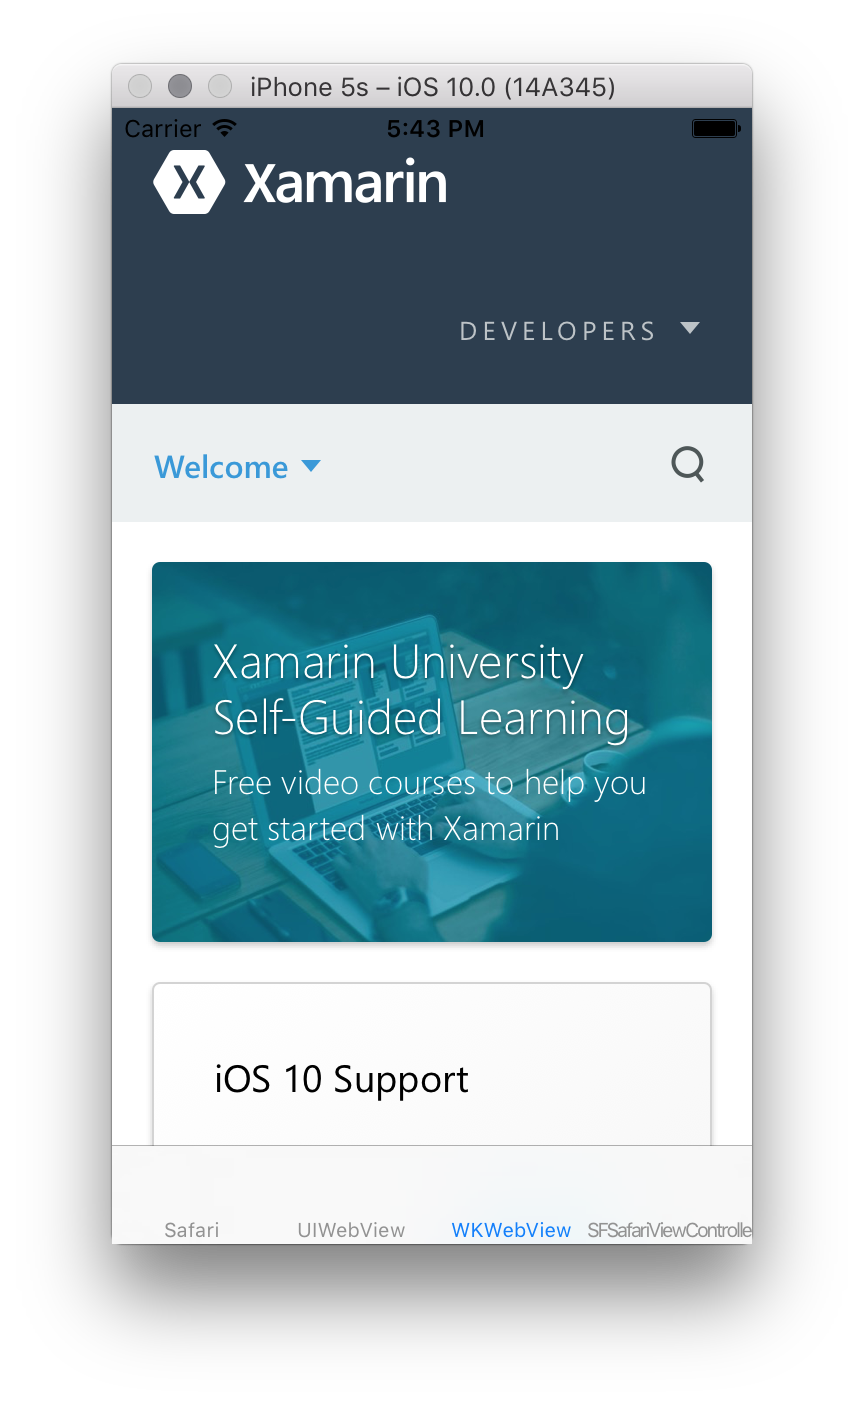 iPhone 5s – iOS 10.0 (14A345)
Carrier 5:43 PM
Xamarin
DEVELOPERS
Welcome
Xamarin University
Self-Guided Learning
Free video courses to help you
get started with Xamarin
iOS 10 Support
Safari UIWebView WKWebView SFSafariViewControlle